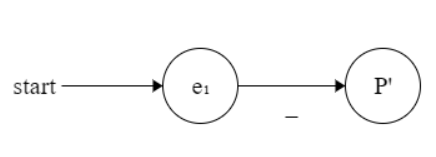 start e₁ P'
_